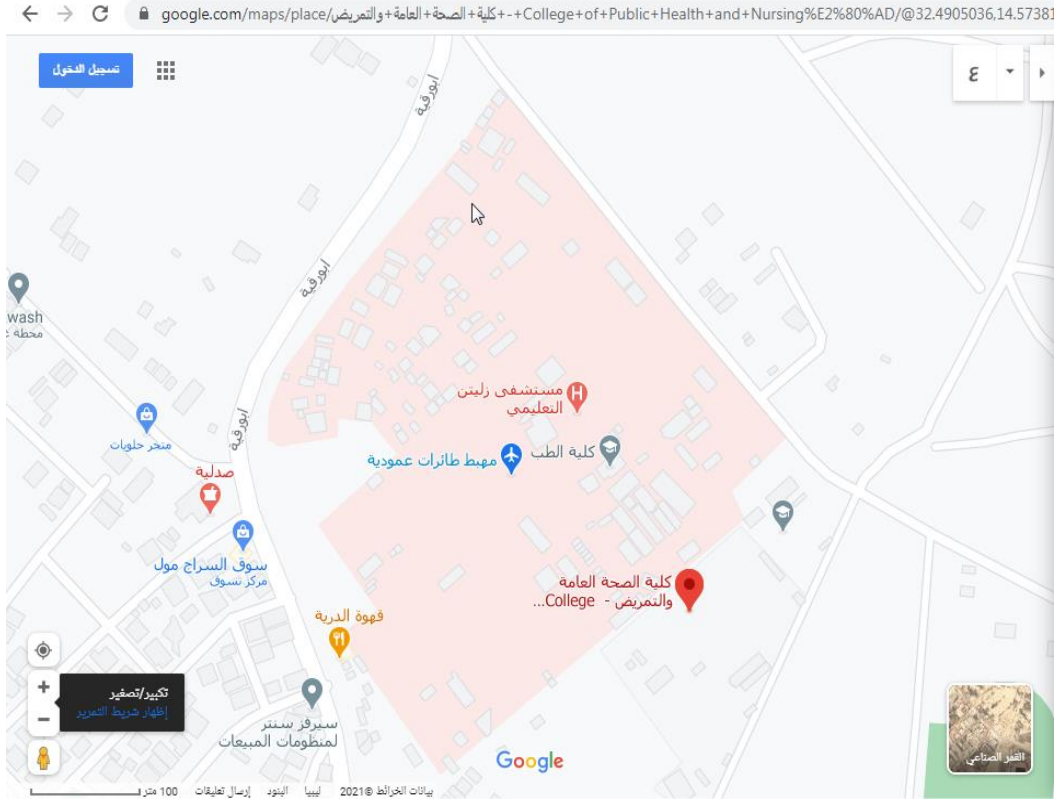 google.com/maps/place/كلية+الصحة+العامة+والتمريض+-+College+of+Public+Health+and+Nursing%E2%80%AD/@32.4905036,14.57381
تسجيل الدخول
ع
ابورقية
ابورقية
ابورقية
wash
محطة
مستشفى زليتن
التعليمي
متجر حلويات
كلية الطب
مهبط طائرات عمودية
صدلية
سوق السراج مول
مركز تسوق
كلية الصحة العامة
والتمريض - College...
قهوة الدرية
تكبير/تصغير
إظهار شريط التمرير
سيرفز سنتر
لمنظومات المبيعات
Google
القمر الصناعي
بيانات الخرائط ©2021 ليبيا البنود إرسال تعليقات 100 متر